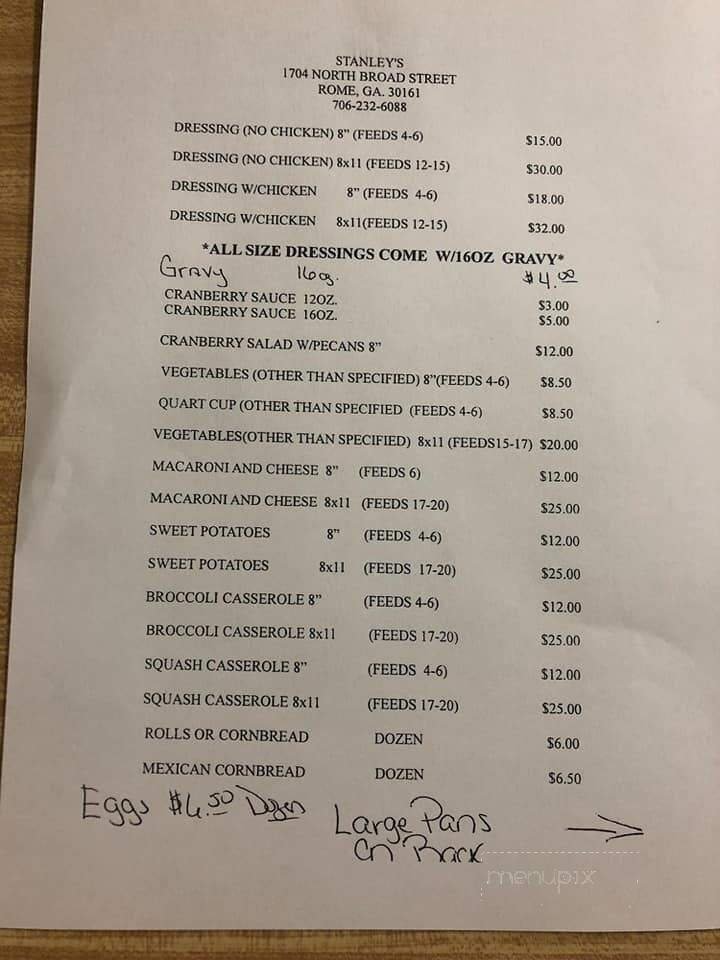 STANLEY'S
1704 NORTH BROAD STREET
ROME, GA. 30161
706-232-6088
DRESSING (NO CHICKEN) 8" (FEEDS 4-6) $15.00
DRESSING (NO CHICKEN) 8x11 (FEEDS 12-15) $30.00
DRESSING W/CHICKEN 8" (FEEDS 4-6) $18.00
DRESSING W/CHICKEN 8x11(FEEDS 12-15) $32.00
*ALL SIZE DRESSINGS COME W/16OZ GRAVY*
Gravy 16oz. $4.00
CRANBERRY SAUCE 12OZ. $3.00
CRANBERRY SAUCE 16OZ. $5.00
CRANBERRY SALAD W/PECANS 8" $12.00
VEGETABLES (OTHER THAN SPECIFIED) 8"(FEEDS 4-6) $8.50
QUART CUP (OTHER THAN SPECIFIED (FEEDS 4-6) $8.50
VEGETABLES(OTHER THAN SPECIFIED) 8x11 (FEEDS15-17) $20.00
MACARONI AND CHEESE 8" (FEEDS 6) $12.00
MACARONI AND CHEESE 8x11 (FEEDS 17-20) $25.00
SWEET POTATOES 8" (FEEDS 4-6) $12.00
SWEET POTATOES 8x11 (FEEDS 17-20) $25.00
BROCCOLI CASSEROLE 8" (FEEDS 4-6) $12.00
BROCCOLI CASSEROLE 8x11 (FEEDS 17-20) $25.00
SQUASH CASSEROLE 8" (FEEDS 4-6) $12.00
SQUASH CASSEROLE 8x11 (FEEDS 17-20) $25.00
ROLLS OR CORNBREAD DOZEN $6.00
MEXICAN CORNBREAD DOZEN $6.50
Eggs $6.50 Dozen
Large Pans
On Back
menupix